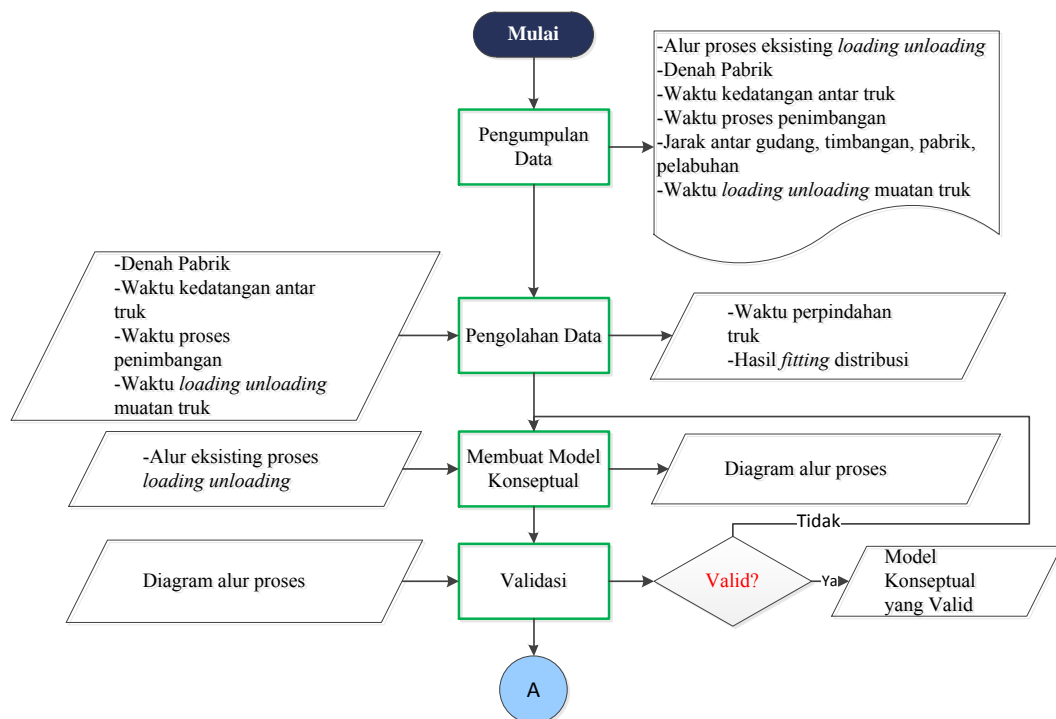 Mulai
-Alur proses eksisting loading unloading
-Denah Pabrik
-Waktu kedatangan antar truk
-Waktu proses penimbangan
-Jarak antar gudang, timbangan, pabrik,
pelabuhan
-Waktu loading unloading muatan truk
Pengumpulan
Data
-Denah Pabrik
-Waktu kedatangan antar
truk
-Waktu proses
penimbangan
-Waktu loading unloading
muatan truk
Pengolahan Data
-Waktu perpindahan
truk
-Hasil fitting distribusi
-Alur eksisting proses
loading unloading
Membuat Model
Konseptual
Diagram alur proses
Tidak
Diagram alur proses
Validasi
Valid?
Ya
Model
Konseptual
yang Valid
A